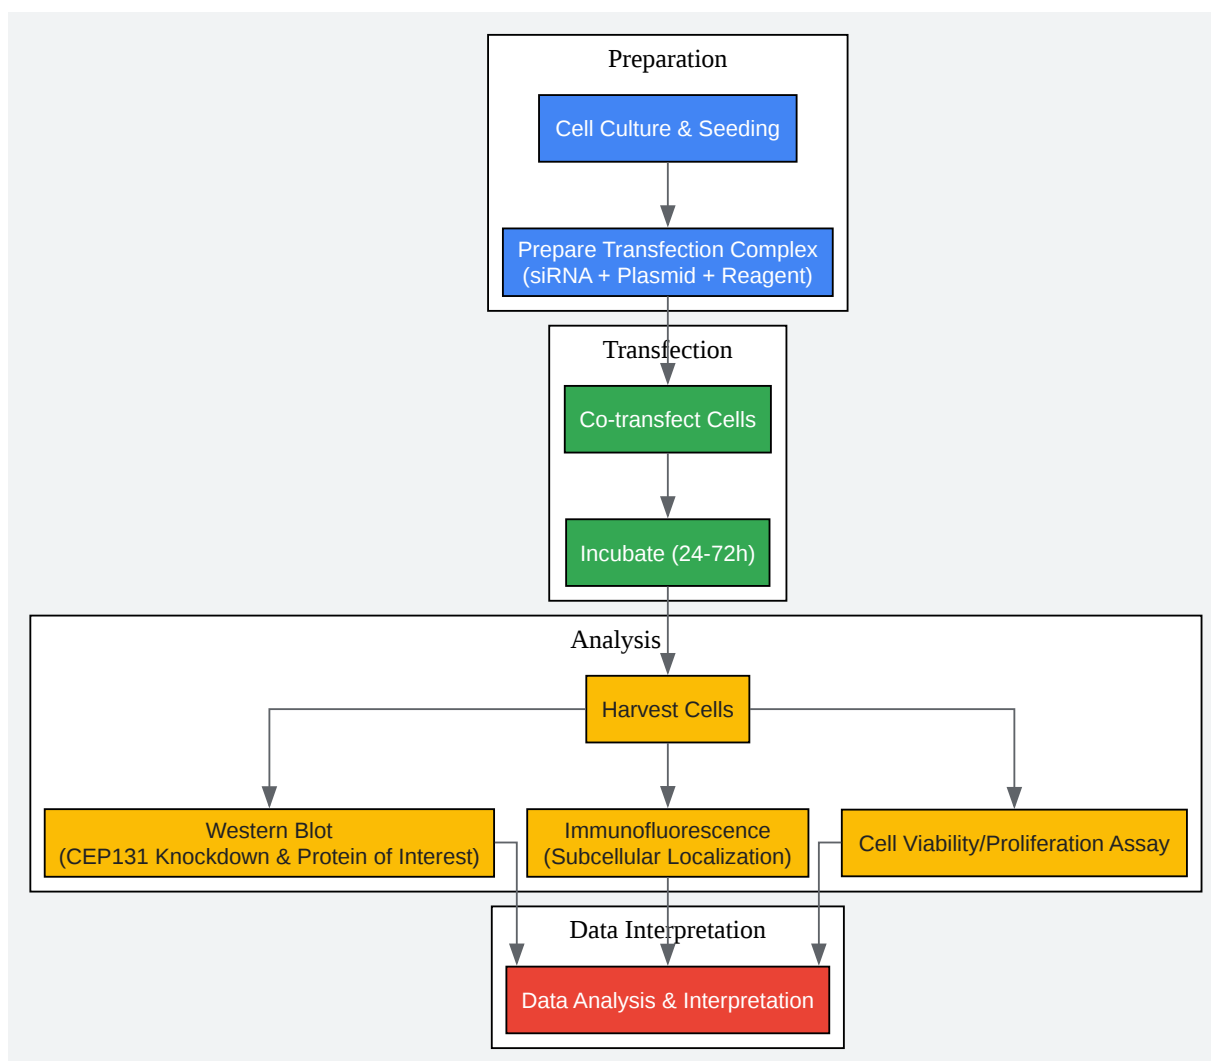 Preparation
Cell Culture & Seeding
Prepare Transfection Complex
(siRNA + Plasmid + Reagent)
Transfection
Co-transfect Cells
Incubate (24-72h)
Analysis
Harvest Cells
Western Blot
(CEP131 Knockdown & Protein of Interest)
Immunofluorescence
(Subcellular Localization)
Cell Viability/Proliferation Assay
Data Interpretation
Data Analysis & Interpretation